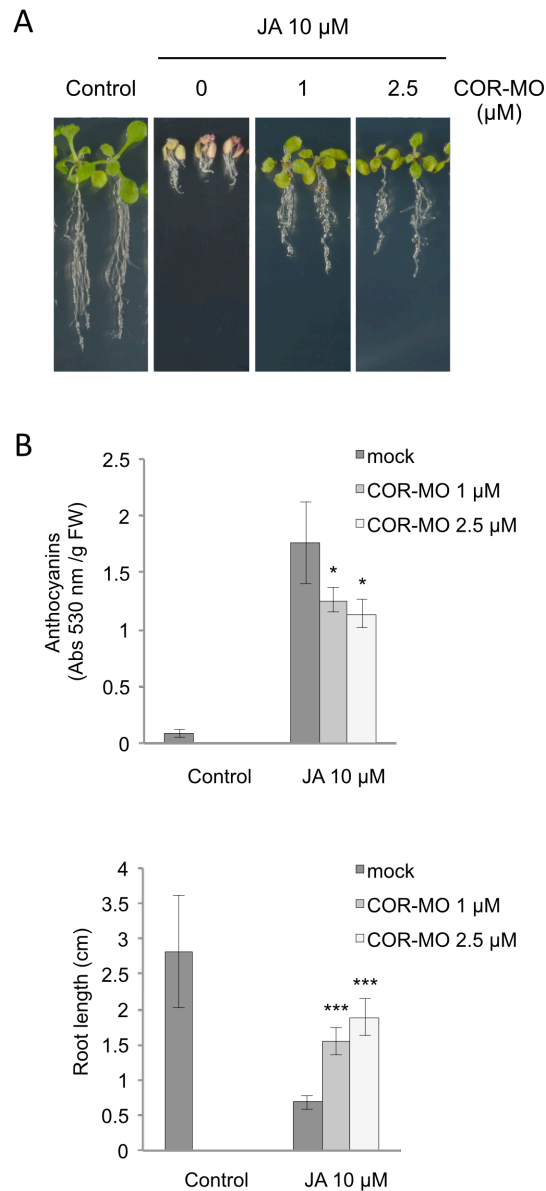 A
JA 10 µM
Control 0 1 2.5 COR-MO (µM)
B
2.5
2
1.5
1
0.5
0
Anthocyanins
(Abs 530 nm /g FW)
mock
COR-MO 1 µM
COR-MO 2.5 µM
* *
Control JA 10 µM
4
3.5
3
2.5
2
1.5
1
0.5
0
Root length (cm)
mock
COR-MO 1 µM
COR-MO 2.5 µM
*** ***
Control JA 10 µM